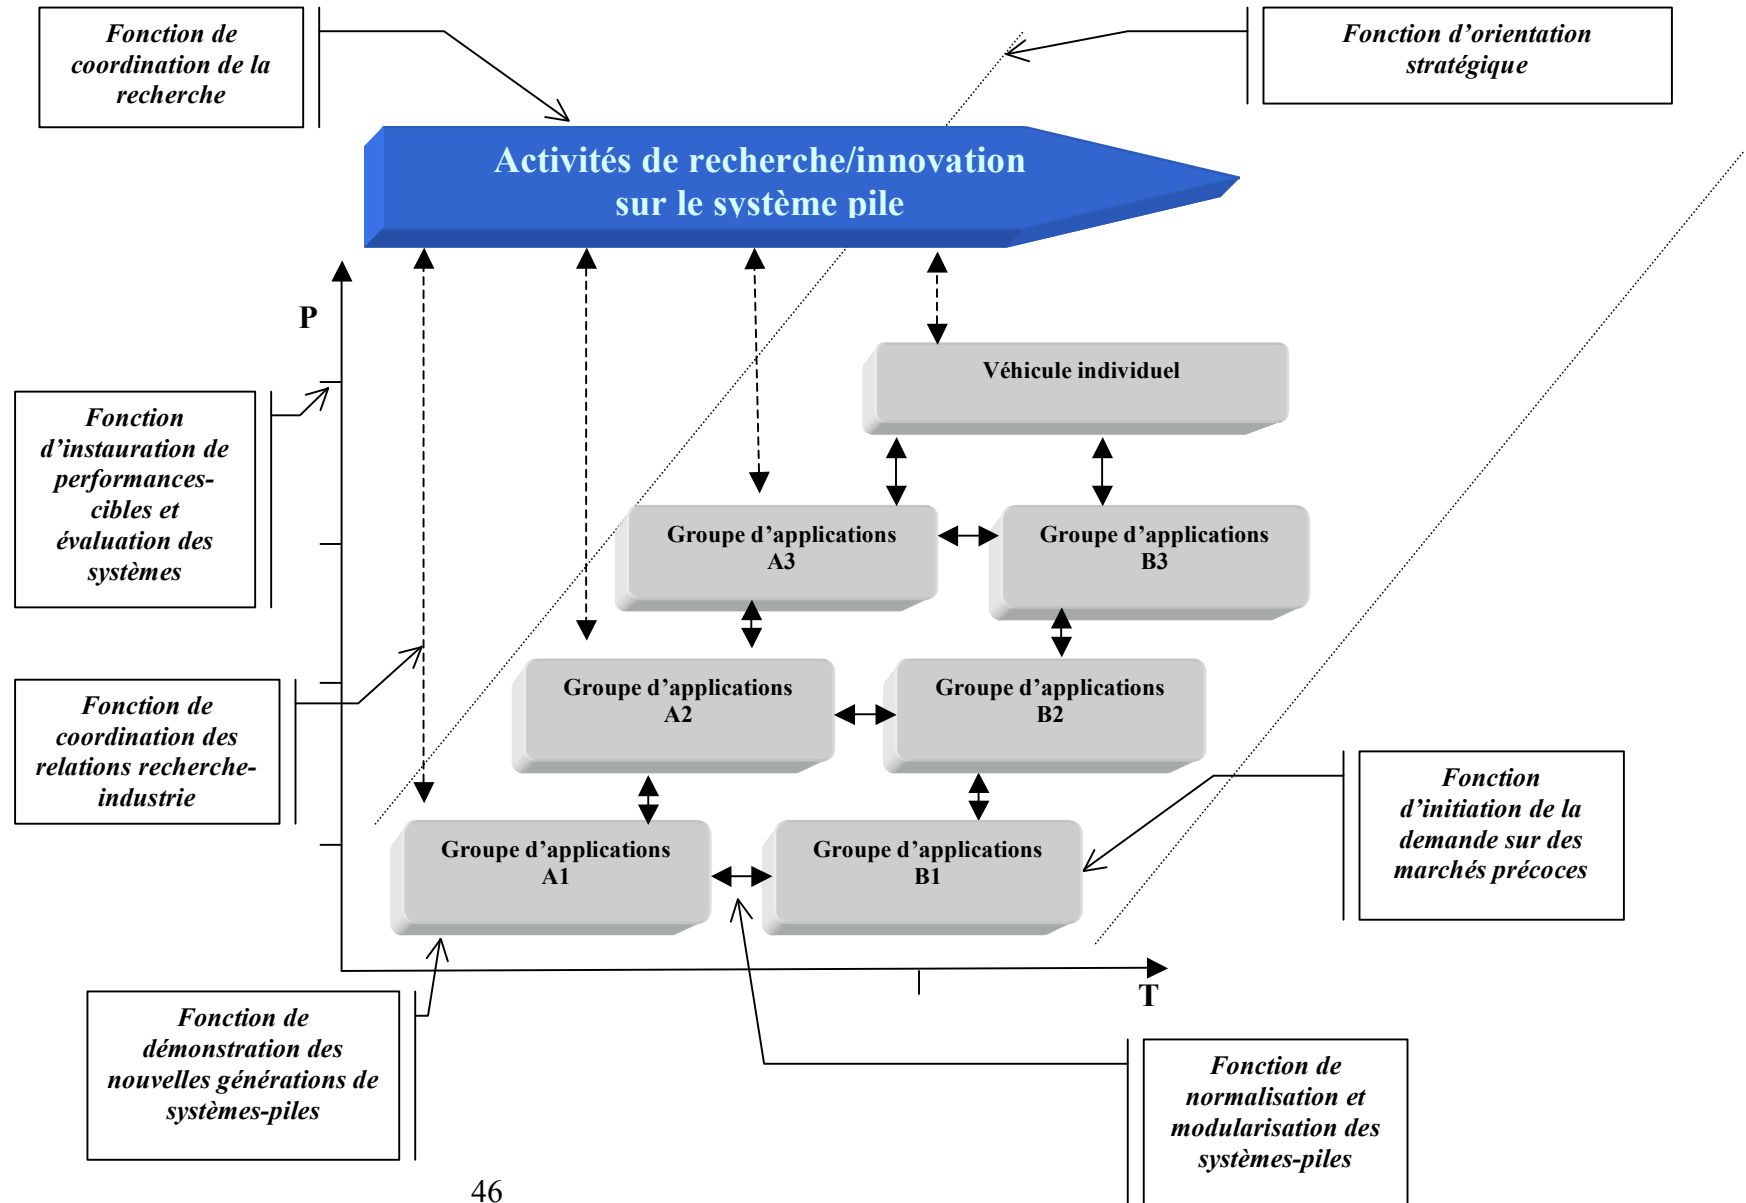 Fonction de
coordination de la
recherche
Fonction d’orientation
stratégique
Activités de recherche/innovation
sur le système pile
P
Véhicule individuel
Fonction
d’instauration de
performances-
cibles et
évaluation des
systèmes
Groupe d’applications
A3
Groupe d’applications
B3
Groupe d’applications
A2
Groupe d’applications
B2
Fonction de
coordination des
relations recherche-
industrie
Fonction
d’initiation de la
demande sur des
marchés précoces
Groupe d’applications
A1
Groupe d’applications
B1
T
Fonction de
démonstration des
nouvelles générations de
systèmes-piles
Fonction de
normalisation et
modularisation des
systèmes-piles
46